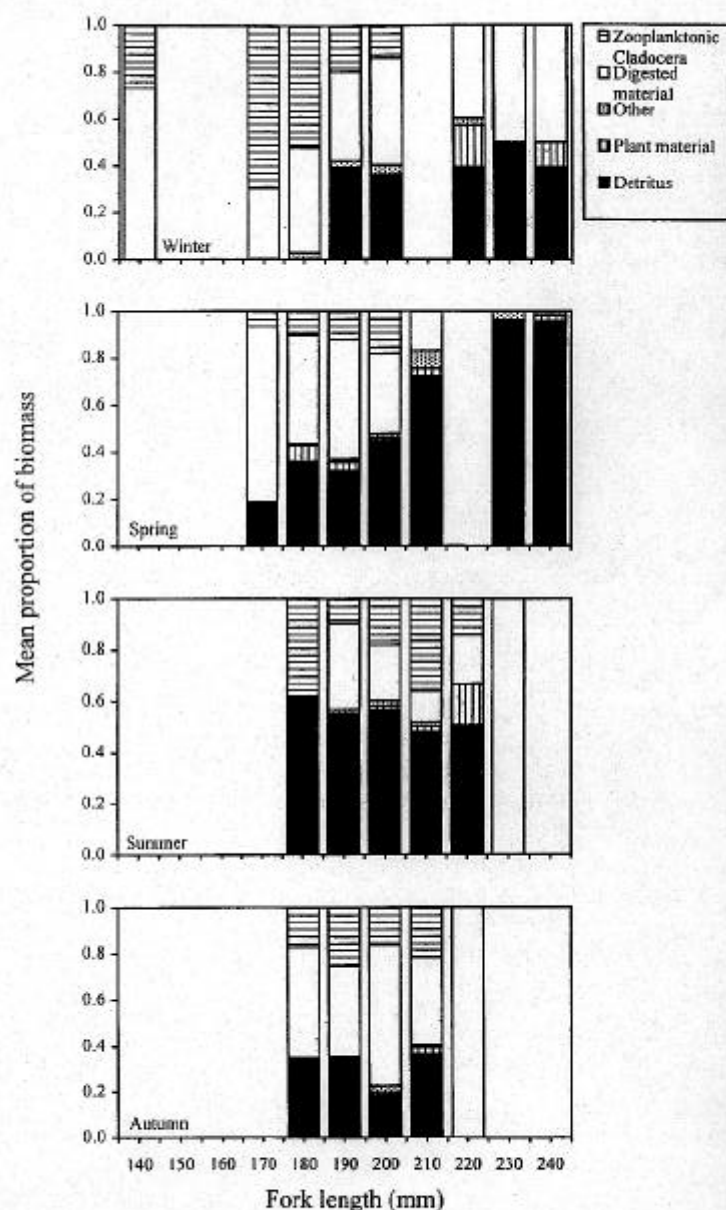 Mean proportion of biomass
1.0
0.8
0.6
0.4
0.2
0.0
Winter
Zooplanktonic
Cladocera
Digested
material
Other
Plant material
Detritus
1.0
0.8
0.6
0.4
0.2
0.0
Spring
1.0
0.8
0.6
0.4
0.2
0.0
Summer
1.0
0.8
0.6
0.4
0.2
0.0
Autumn
140 150 160 170 180 190 200 210 220 230 240
Fork length (mm)